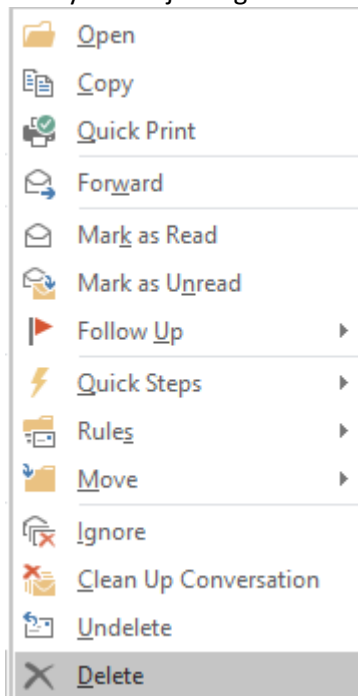 Open
Copy
Quick Print
Forward
Mark as Read
Mark as Unread
Follow Up
Quick Steps
Rules
Move
Ignore
Clean Up Conversation
Undelete
Delete